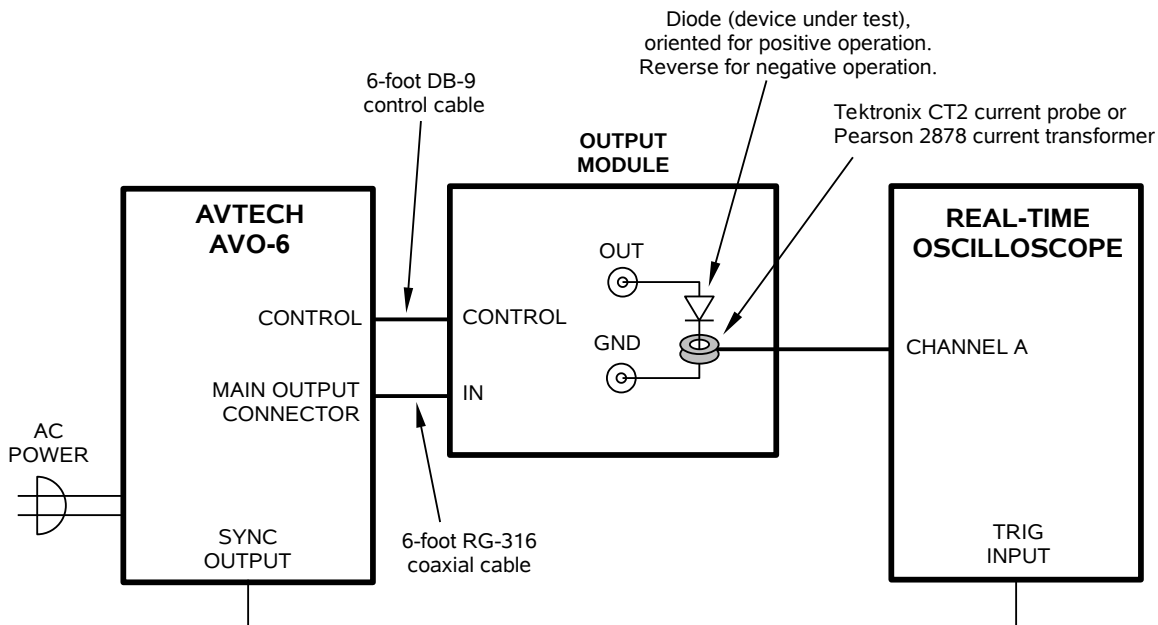 Diode (device under test),
oriented for positive operation.
Reverse for negative operation.
6-foot DB-9
control cable
Tektronix CT2 current probe or
Pearson 2878 current transformer
OUTPUT
MODULE
AVTECH
AVO-6
REAL-TIME
OSCILLOSCOPE
OUT
CONTROL
CONTROL
GND
CHANNEL A
MAIN OUTPUT
CONNECTOR
IN
AC
POWER
SYNC
OUTPUT
6-foot RG-316
coaxial cable
TRIG
INPUT